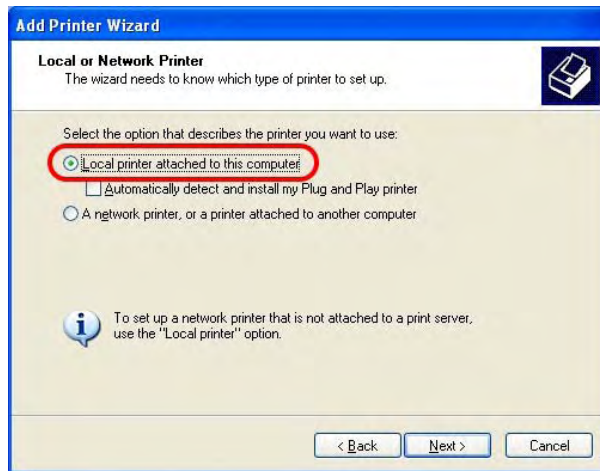 Add Printer Wizard
Local or Network Printer
The wizard needs to know which type of printer to set up.
Select the option that describes the printer you want to use:
Local printer attached to this computer
Automatically detect and install my Plug and Play printer
A network printer, or a printer attached to another computer
To set up a network printer that is not attached to a print server,
use the "Local printer" option.
< Back Next > Cancel